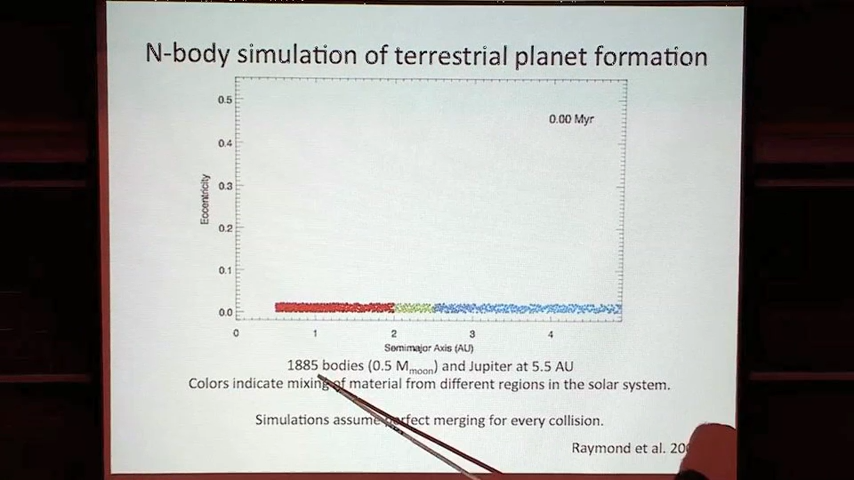 N-body simulation of terrestrial planet formation
0.5
0.00 Myr
0.4
Eccentricity
0.3
0.2
0.1
0.0
0 1 2 3 4
Semimajor Axis (AU)
1885 bodies (0.5 Mmoon) and Jupiter at 5.5 AU
Colors indicate mixing of material from different regions in the solar system.
Simulations assume perfect merging for every collision.
Raymond et al.